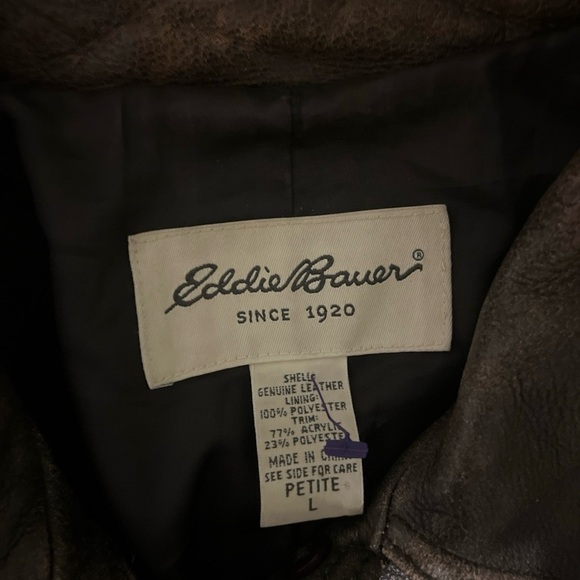 Eddie Bauer®
SINCE 1920
SHELL:
GENUINE LEATHER
LINING:
100% POLYESTER
TRIM:
77% ACRYLIC
23% POLYESTER
MADE IN CHINA
SEE SIDE FOR CARE
PETITE
L